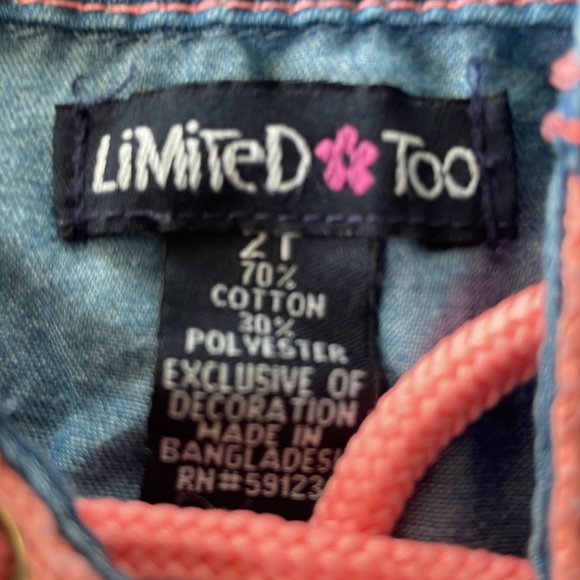 LiMiTeD TOO
2T
70%
COTTON
30%
POLYESTER
EXCLUSIVE OF
DECORATION
MADE IN
BANGLADESH
RN#59123